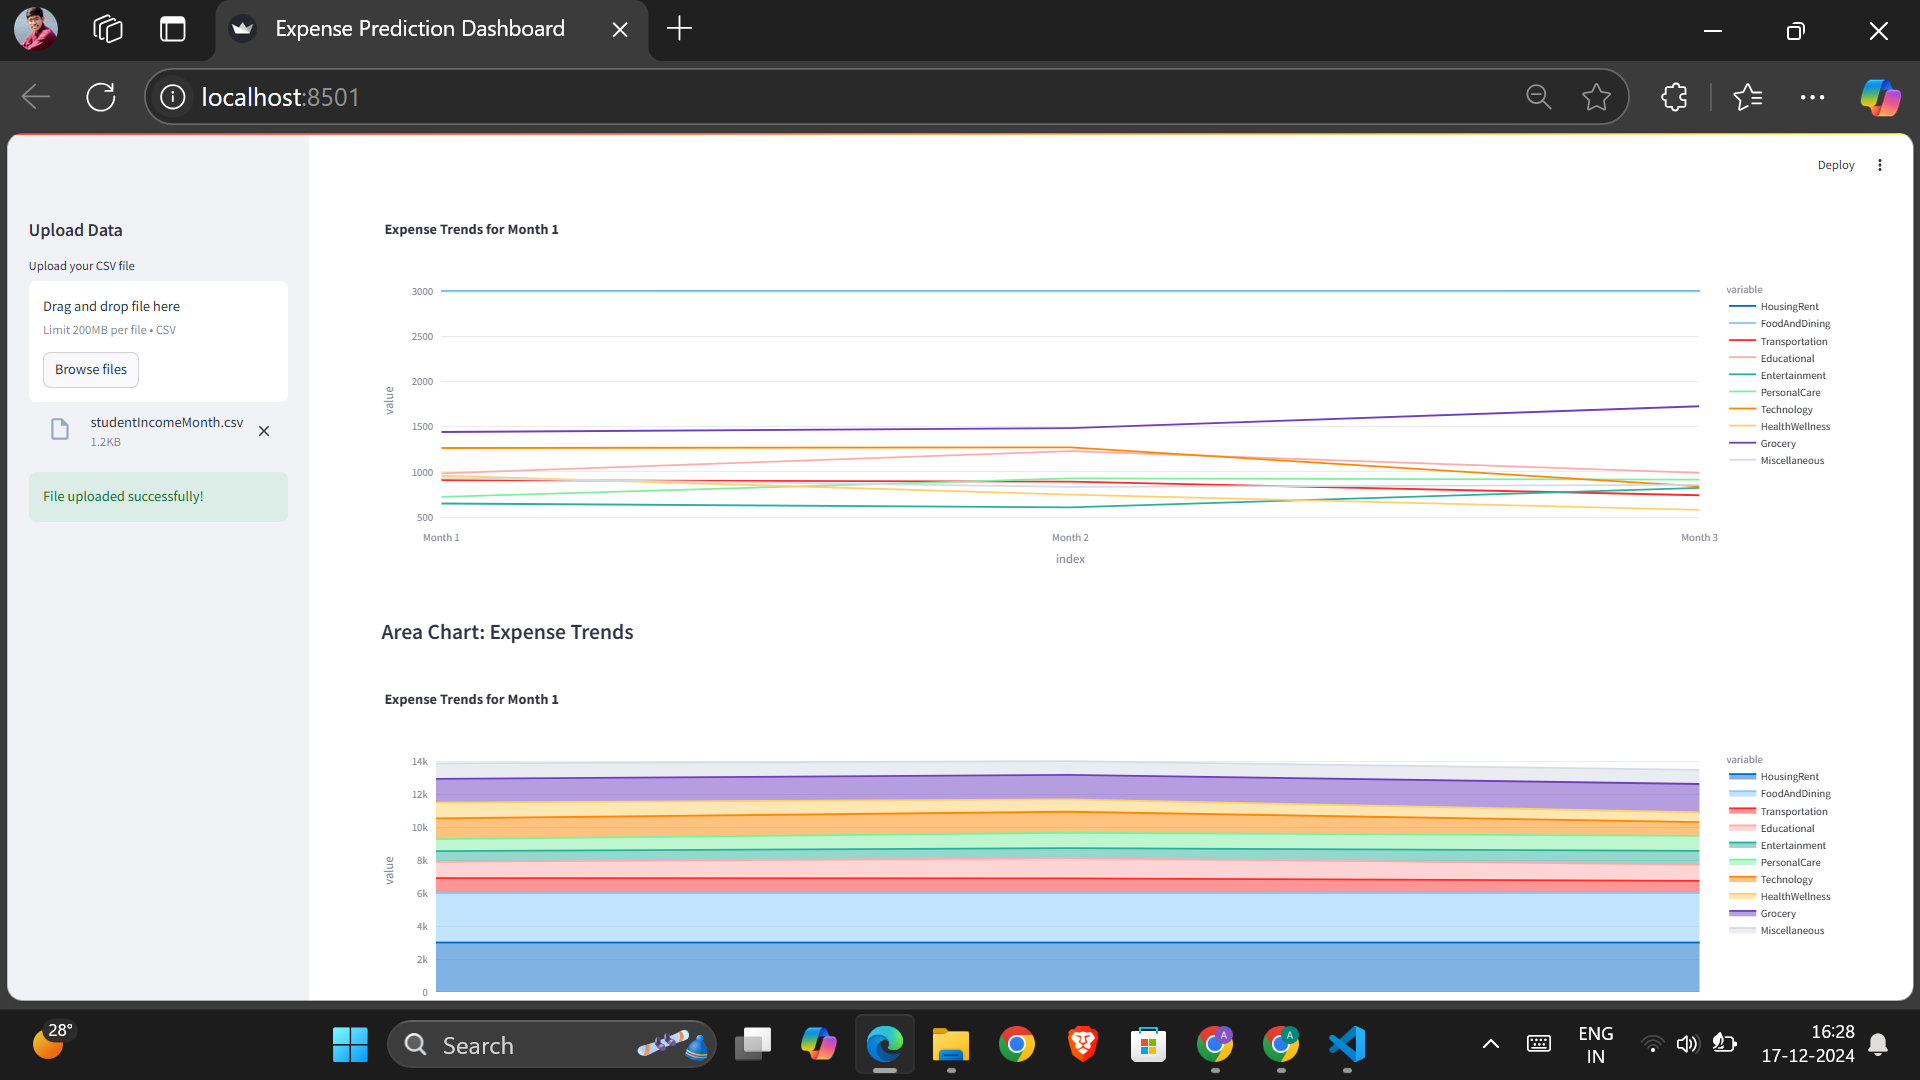 Expense Prediction Dashboard
localhost:8501
Deploy
Upload Data
Upload your CSV file
Drag and drop file here
Limit 200MB per file • CSV
Browse files
studentIncomeMonth.csv
1.2KB
File uploaded successfully!
Expense Trends for Month 1
3000
2500
2000
1500
1000
500
value
Month 1
Month 2
Month 3
index
variable
HousingRent
FoodAndDining
Transportation
Educational
Entertainment
PersonalCare
Technology
HealthWellness
Grocery
Miscellaneous
Area Chart: Expense Trends
Expense Trends for Month 1
14k
12k
10k
8k
6k
4k
2k
0
value
variable
HousingRent
FoodAndDining
Transportation
Educational
Entertainment
PersonalCare
Technology
HealthWellness
Grocery
Miscellaneous
28°
Search
A
A
ENG
IN
16:28
17-12-2024